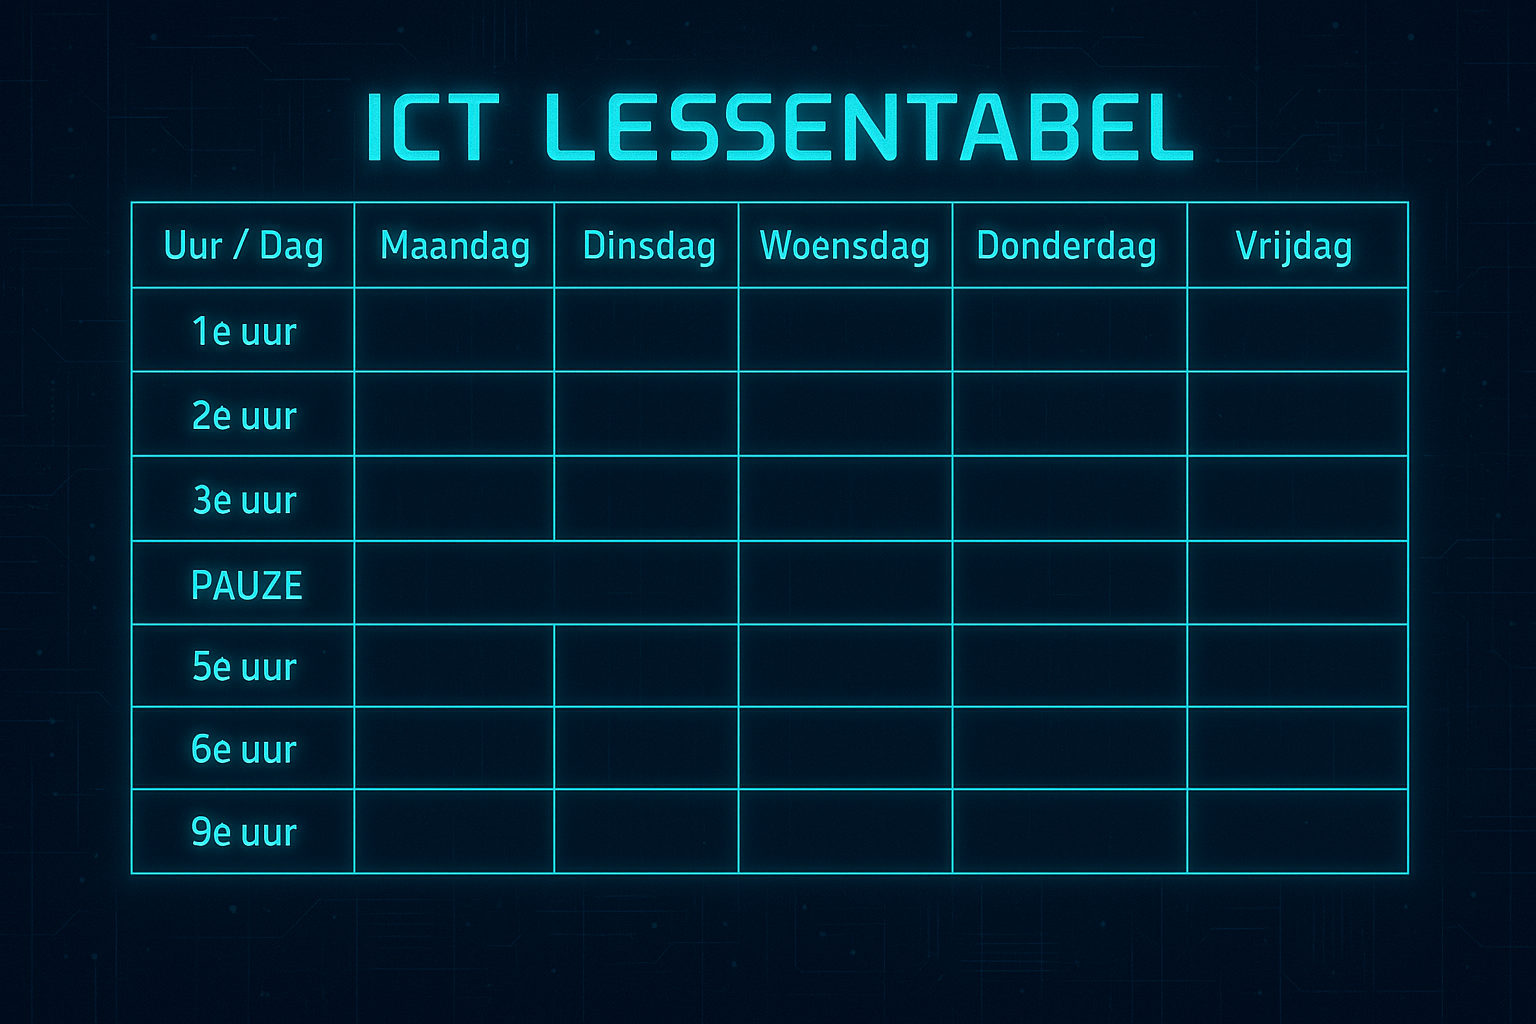 ICT LESSENTABEL
Uur / Dag Maandag Dinsdag Woensdag Donderdag Vrijdag
1e uur
2e uur
3e uur
PAUZE
5e uur
6e uur
9e uur